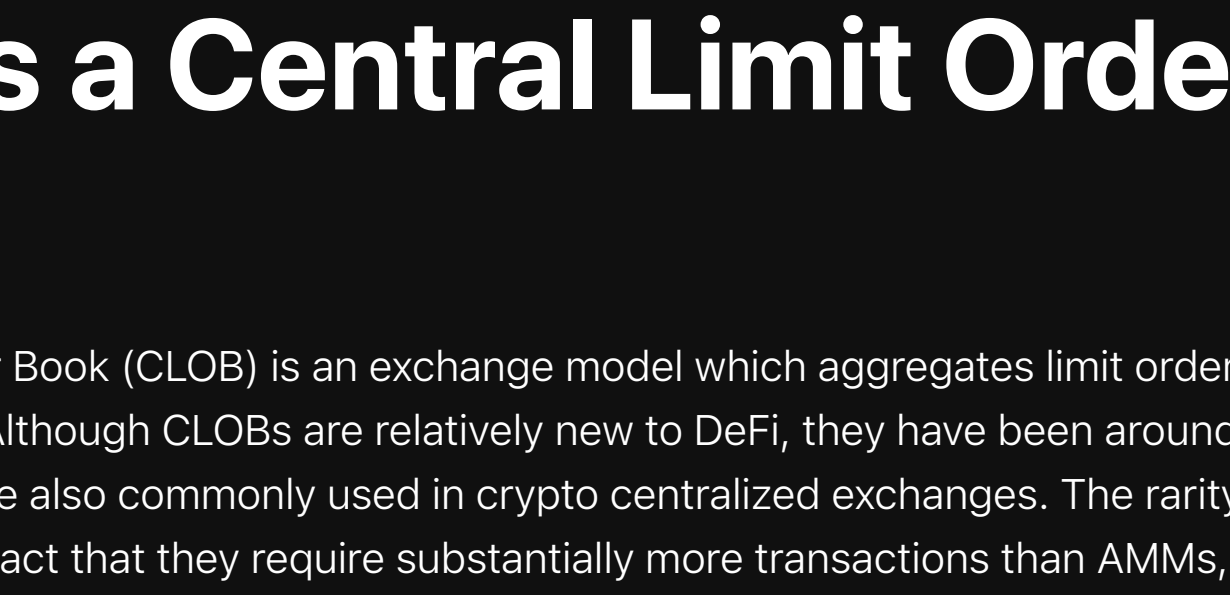 s a Central Limit Orde
Book (CLOB) is an exchange model which aggregates limit order
Although CLOBs are relatively new to DeFi, they have been around
e also commonly used in crypto centralized exchanges. The rarity
act that they require substantially more transactions than AMMs,